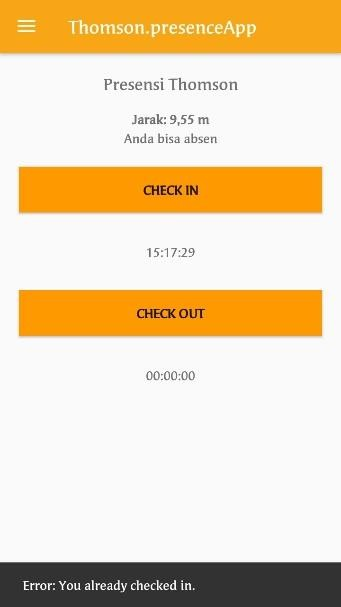 Thomson.presenceApp
Presensi Thomson
Jarak: 9,55 m
Anda bisa absen
CHECK IN
15:17:29
CHECK OUT
00:00:00
Error: You already checked in.